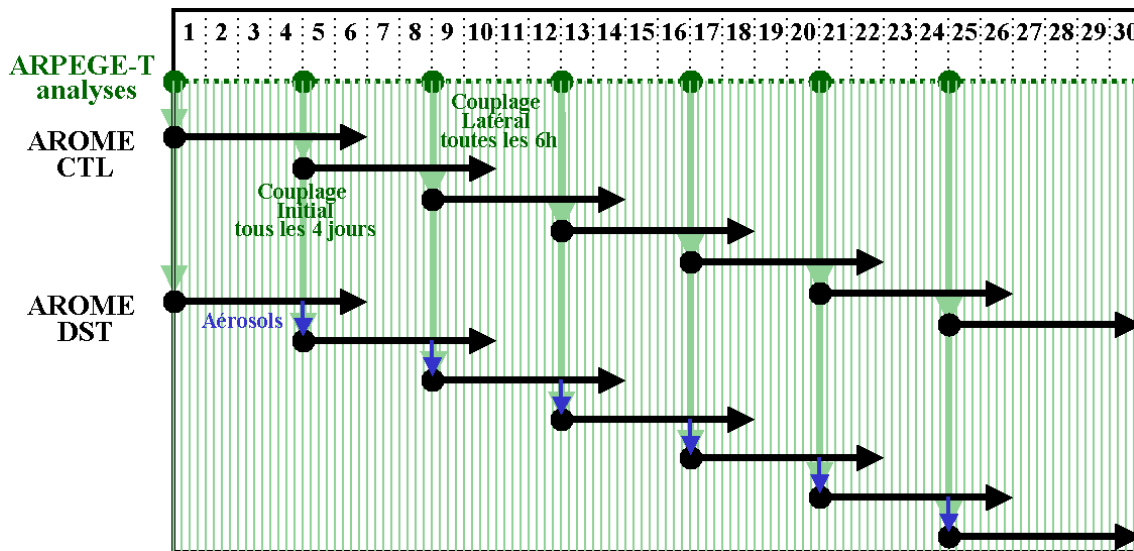 1 2 3 4 5 6 7 8 9 10 11 12 13 14 15 16 17 18 19 20 21 22 23 24 25 26 27 28 29 30
ARPEGE-T
analyses
Couplage
Latéral
toutes les 6h
AROME
CTL
Couplage
Initial
tous les 4 jours
AROME
DST
Aérosols